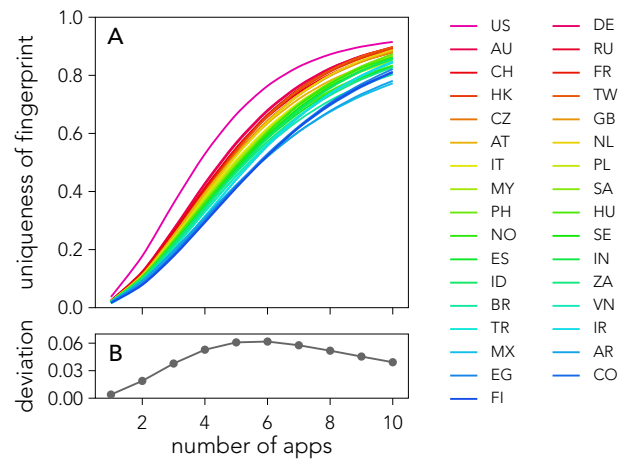 A
1.0
0.8
0.6
0.4
0.2
0.0
uniqueness of fingerprint
B
0.06
0.03
0.00
deviation
2 4 6 8 10
number of apps
US DE
AU RU
CH FR
HK TW
CZ GB
AT NL
IT PL
MY SA
PH HU
NO SE
ES IN
ID ZA
BR VN
TR IR
MX AR
EG CO
FI